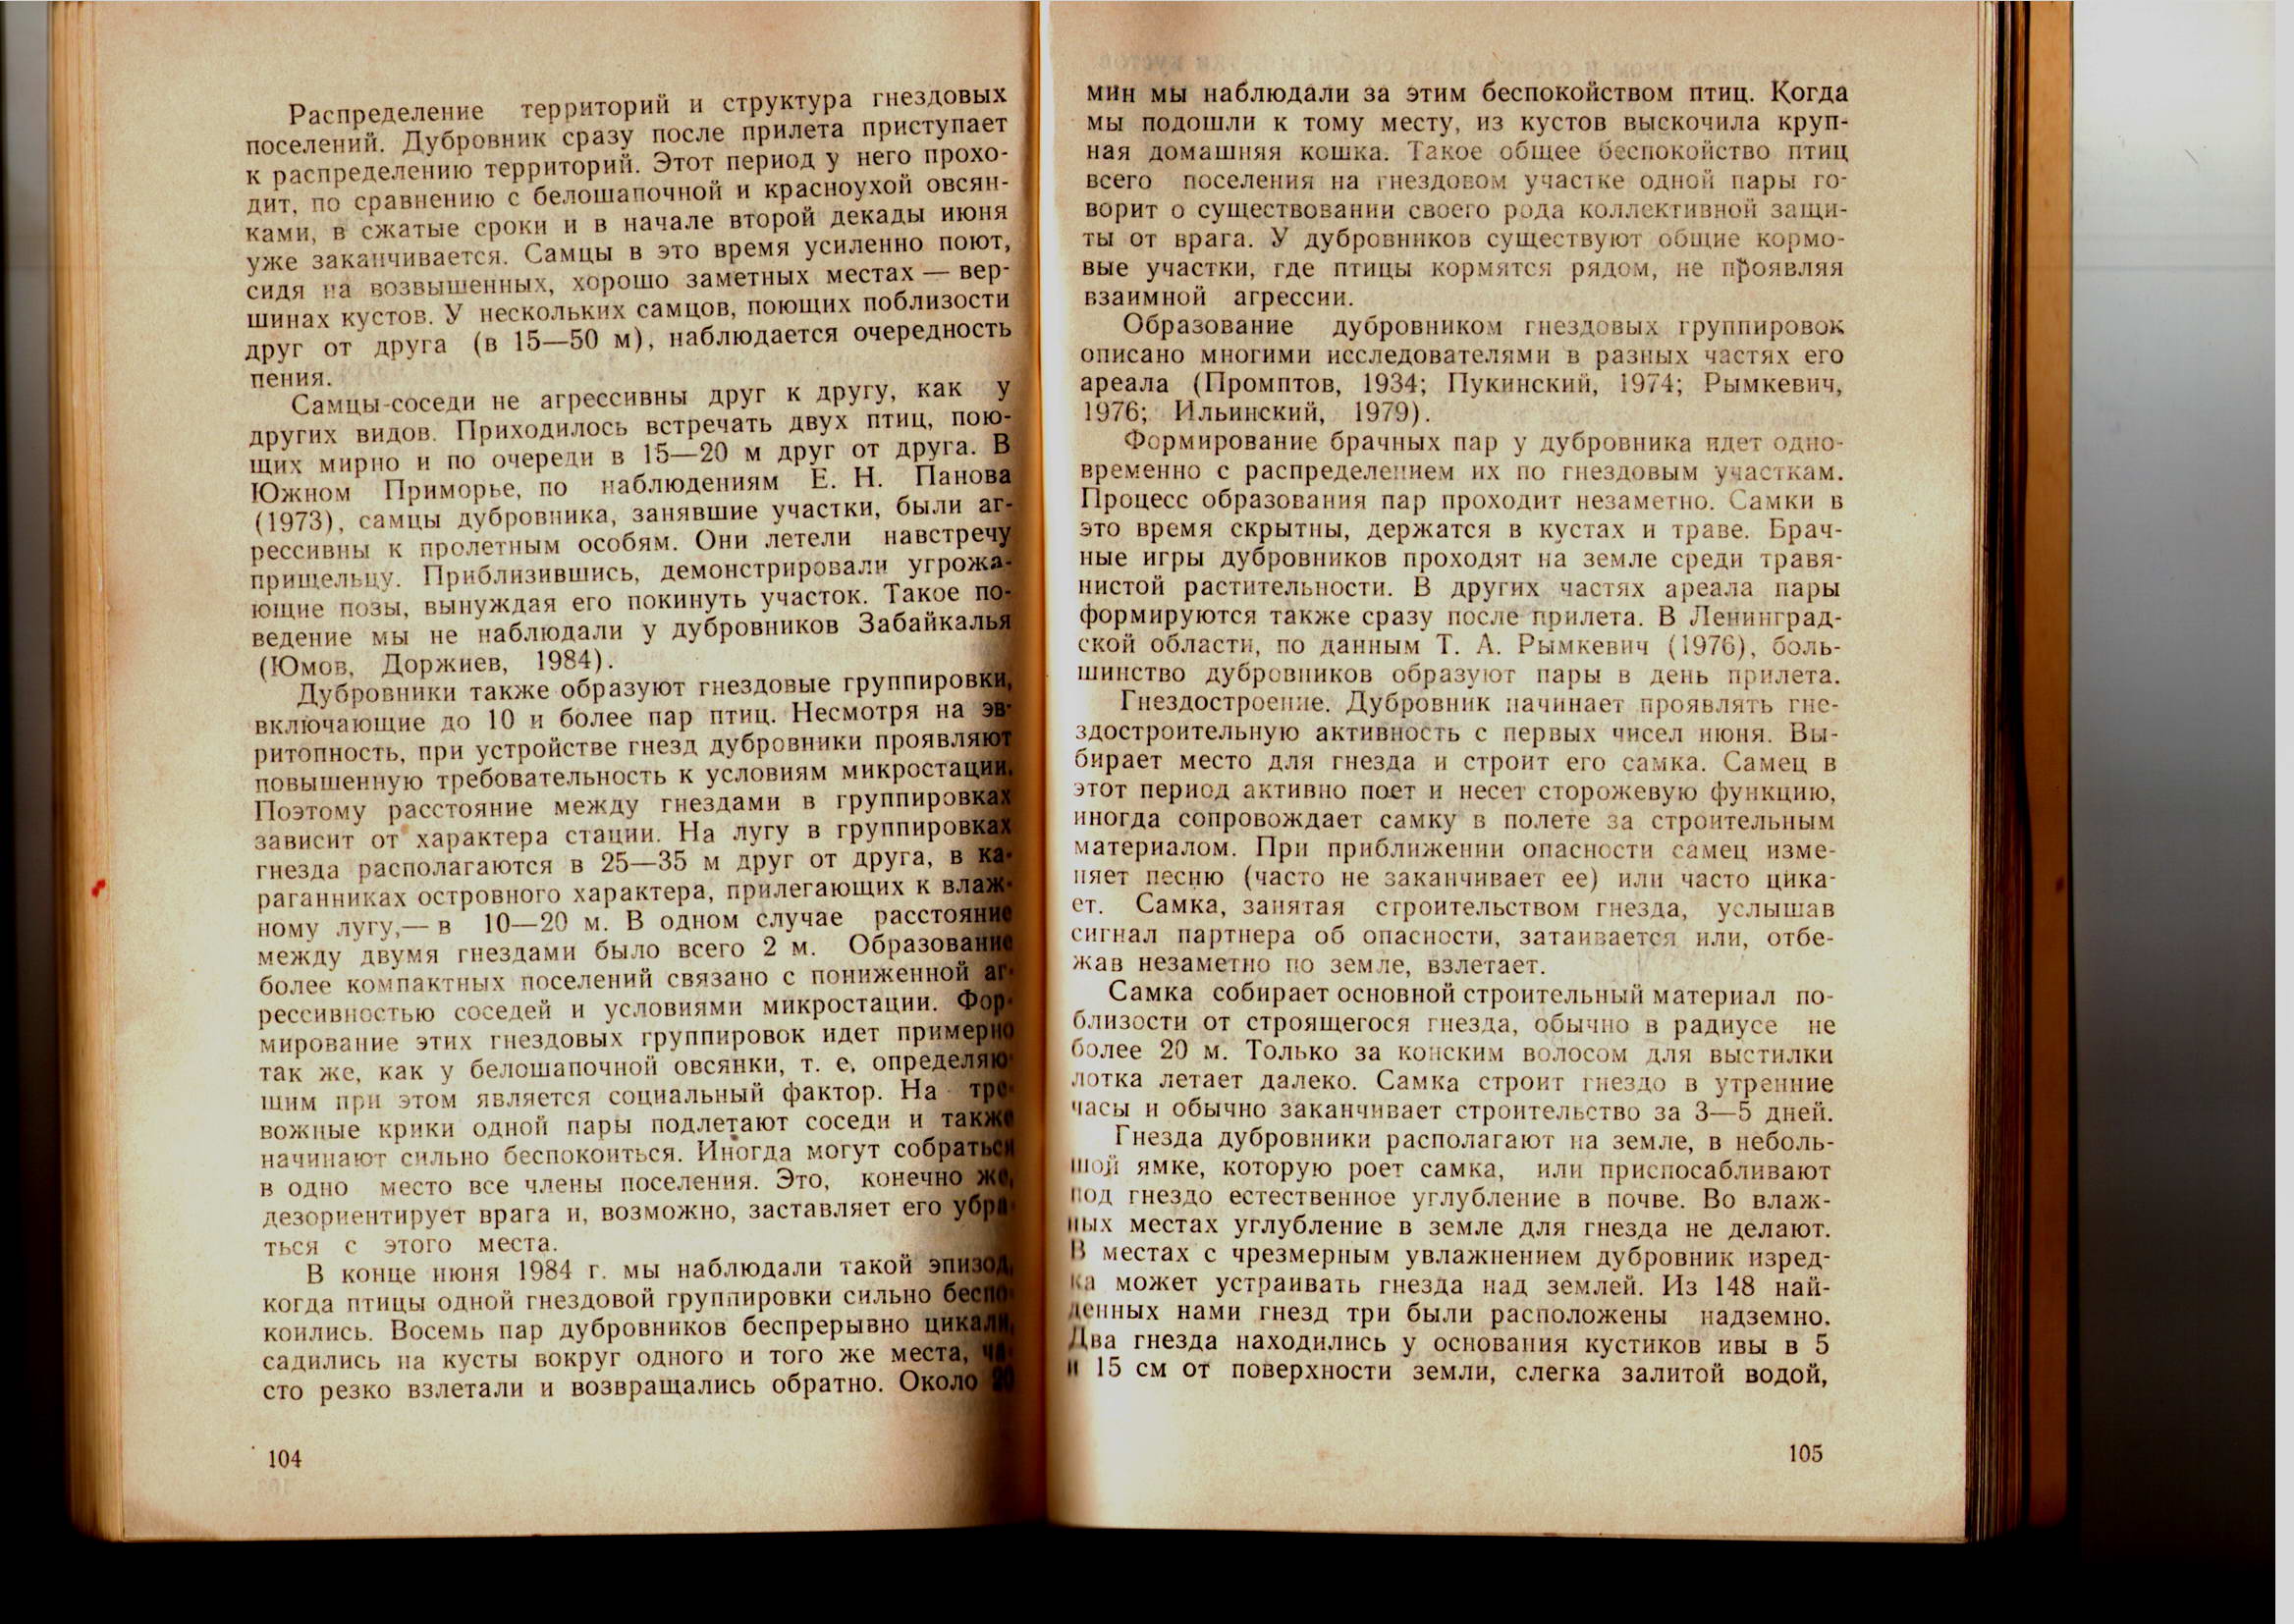 Распределение территорий и структура гнездовых
поселений. Дубровник сразу после прилета приступает
к распределению территорий. Этот период у него прохо-
дит, по сравнению с белошапочной и красноухой овсян-
ками, в сжатые сроки и в начале второй декады июня
уже заканчивается. Самцы в это время усиленно поют,
сидя на возвышенных, хорошо заметных местах — вер-
шинах кустов. У нескольких самцов, поющих поблизости
друг от друга (в 15—50 м), наблюдается очередность
пения.
Самцы-соседи не агрессивны друг к другу, как у
других видов. Приходилось встречать двух птиц, пою-
щих мирно и по очереди в 15—20 м друг от друга. В
Южном Приморье, по наблюдениям Е. Н. Панова
(1973), самцы дубровника, занявшие участки, были аг-
рессивны к пролетным особям. Они летели навстречу
прищельцу. Приблизившись, демонстрировали угрожа-
ющие позы, вынуждая его покинуть участок. Такое по-
ведение мы не наблюдали у дубровников Забайкалья
(Юмов, Доржиев, 1984).
Дубровники также образуют гнездовые группировки,
включающие до 10 и более пар птиц. Несмотря на эв-
ритопность, при устройстве гнезд дубровники проявляют
повышенную требовательность к условиям микростации.
Поэтому расстояние между гнездами в группировках
зависит от характера стации. На лугу в группировках
гнезда располагаются в 25—35 м друг от друга, в ка-
раганниках островного характера, прилегающих к влаж-
ному лугу,— в 10—20 м. В одном случае расстояние
между двумя гнездами было всего 2 м. Образование
более компактных поселений связано с пониженной аг-
рессивностью соседей и условиями микростации. Фор-
мирование этих гнездовых группировок идет примерно
так же, как у белошапочной овсянки, т. е. определяю-
щим при этом является социальный фактор. На тре-
вожные крики одной пары подлетают соседи и также
начинают сильно беспокоиться. Иногда могут собраться
в одно место все члены поселения. Это, конечно же,
дезориентирует врага и, возможно, заставляет его убра-
ться с этого места.
В конце июня 1984 г. мы наблюдали такой эпизод,
когда птицы одной гнездовой группировки сильно беспо-
коились. Восемь пар дубровников беспрерывно цикали,
садились на кусты вокруг одного и того же места, ча-
сто резко взлетали и возвращались обратно. Около 20
104
мин мы наблюдали за этим беспокойством птиц. Когда
мы подошли к тому месту, из кустов выскочила круп-
ная домашняя кошка. Такое общее беспокойство птиц
всего поселения на гнездовом участке одной пары го-
ворит о существовании своего рода коллективной защи-
ты от врага. У дубровников существуют общие кормо-
вые участки, где птицы кормятся рядом, не проявляя
взаимной агрессии.
Образование дубровником гнездовых группировок
описано многими исследователями в разных частях его
ареала (Промптов, 1934; Пукинский, 1974; Рымкевич,
1976; Ильинский, 1979).
Формирование брачных пар у дубровника идет одно-
временно с распределением их по гнездовым участкам.
Процесс образования пар проходит незаметно. Самки в
это время скрытны, держатся в кустах и траве. Брач-
ные игры дубровников проходят на земле среди травя-
нистой растительности. В других частях ареала пары
формируются также сразу после прилета. В Ленинград-
ской области, по данным Т. А. Рымкевич (1976), боль-
шинство дубровников образуют пары в день прилета.
Гнездостроение. Дубровник начинает проявлять гне-
здостроительную активность с первых чисел июня. Вы-
бирает место для гнезда и строит его самка. Самец в
этот период активно поет и несет сторожевую функцию,
иногда сопровождает самку в полете за строительным
материалом. При приближении опасности самец изме-
няет песню (часто не заканчивает ее) или часто цика-
ет. Самка, занятая строительством гнезда, услышав
сигнал партнера об опасности, затаивается или, отбе-
жав незаметно по земле, взлетает.
Самка собирает основной строительный материал по-
близости от строящегося гнезда, обычно в радиусе не
более 20 м. Только за конским волосом для выстилки
лотка летает далеко. Самка строит гнездо в утренние
часы и обычно заканчивает строительство за 3—5 дней.
Гнезда дубровники располагают на земле, в неболь-
шой ямке, которую роет самка, или приспосабливают
под гнездо естественное углубление в почве. Во влаж-
ных местах углубление в земле для гнезда не делают.
В местах с чрезмерным увлажнением дубровник изред-
ка может устраивать гнезда над землей. Из 148 най-
денных нами гнезд три были расположены надземно.
Два гнезда находились у основания кустиков ивы в 5
и 15 см от поверхности земли, слегка залитой водой,
105